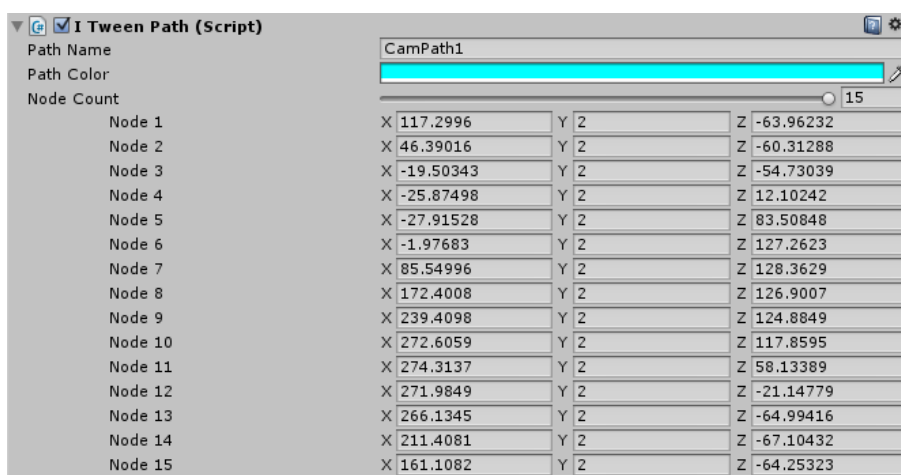 I Tween Path (Script)
Path Name CamPath1
Path Color
Node Count 15
Node 1 X 117.2996 Y 2 Z -63.96232
Node 2 X 46.39016 Y 2 Z -60.31288
Node 3 X -19.50343 Y 2 Z -54.73039
Node 4 X -25.87498 Y 2 Z 12.10242
Node 5 X -27.91528 Y 2 Z 83.50848
Node 6 X -1.97683 Y 2 Z 127.2623
Node 7 X 85.54996 Y 2 Z 128.3629
Node 8 X 172.4008 Y 2 Z 126.9007
Node 9 X 239.4098 Y 2 Z 124.8849
Node 10 X 272.6059 Y 2 Z 117.8595
Node 11 X 274.3137 Y 2 Z 58.13389
Node 12 X 271.9849 Y 2 Z -21.14779
Node 13 X 266.1345 Y 2 Z -64.99416
Node 14 X 211.4081 Y 2 Z -67.10432
Node 15 X 161.1082 Y 2 Z -64.25323